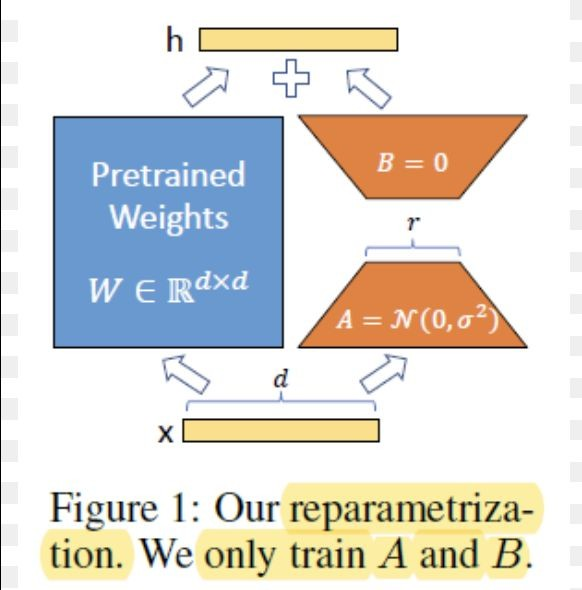 h
Pretrained
Weights
W ∈ ℝ^{d×d}
B = 0
r
A = 𝒩(0, σ²)
d
x
Figure 1: Our reparametriza-
tion. We only train A and B.